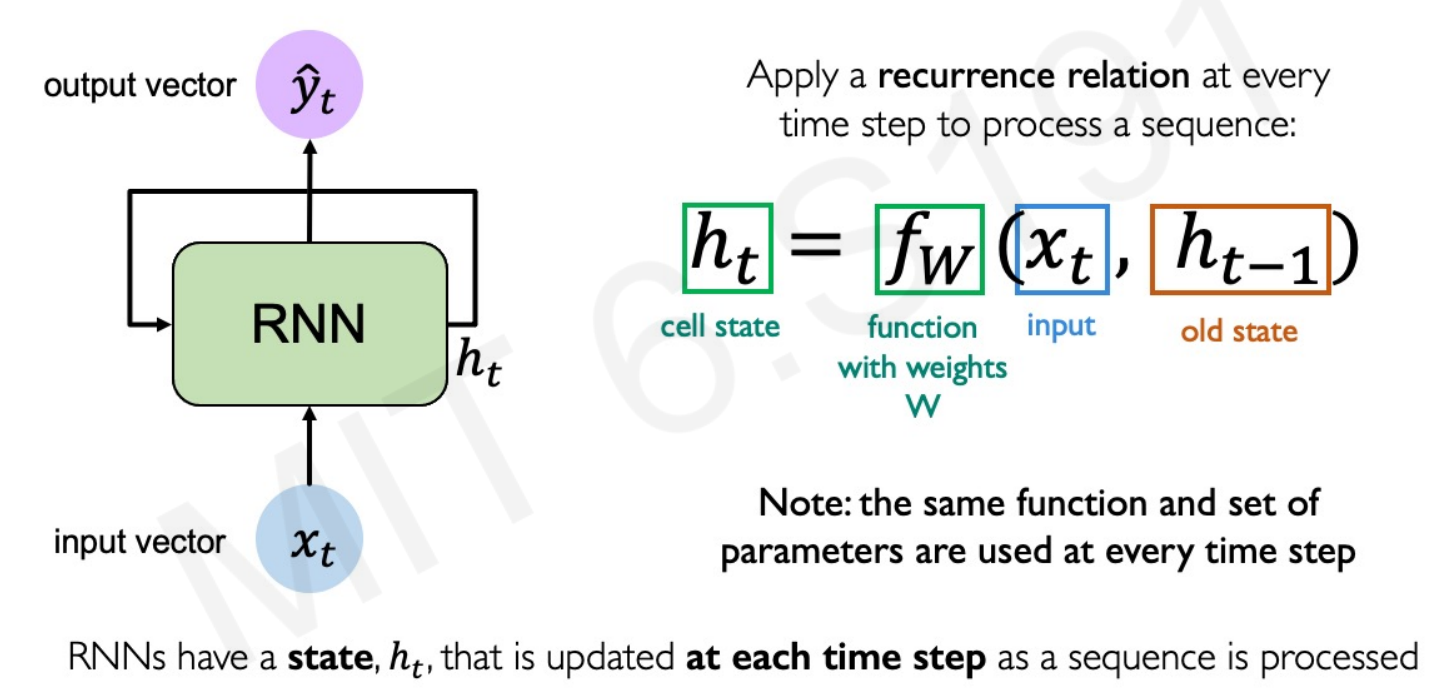 output vector
ŷₜ
RNN
hₜ
input vector
xₜ
Apply a recurrence relation at every
time step to process a sequence:
hₜ = f_W (xₜ, hₜ₋₁)
cell state
function
with weights
W
input
old state
Note: the same function and set of
parameters are used at every time step
RNNs have a state, hₜ, that is updated at each time step as a sequence is processed
MIT 6.S191